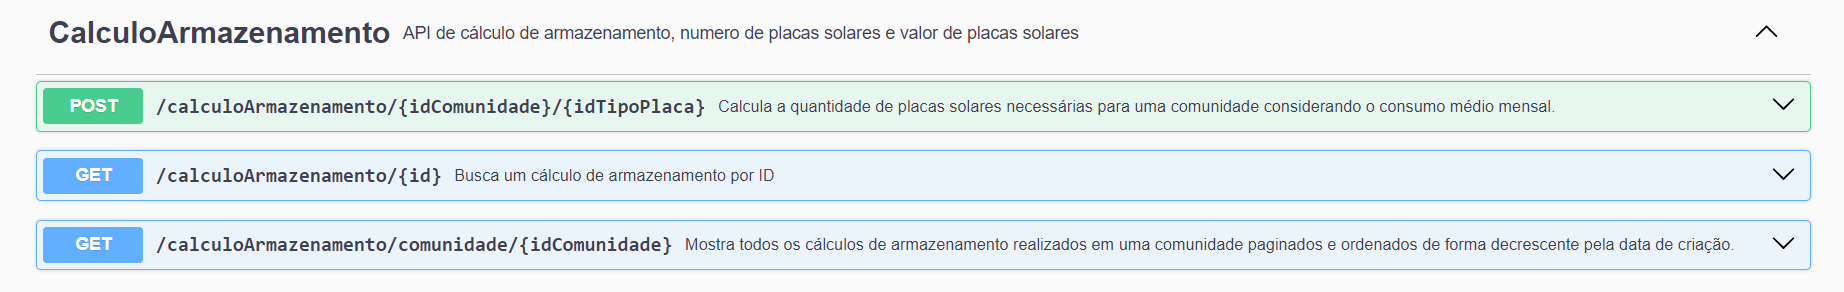 CalculoArmazenamento API de cálculo de armazenamento, numero de placas solares e valor de placas solares
POST /calculoArmazenamento/{idComunidade}/{idTipoPlaca} Calcula a quantidade de placas solares necessárias para uma comunidade considerando o consumo médio mensal.
GET /calculoArmazenamento/{id} Busca um cálculo de armazenamento por ID
GET /calculoArmazenamento/comunidade/{idComunidade} Mostra todos os cálculos de armazenamento realizados em uma comunidade paginados e ordenados de forma decrescente pela data de criação.